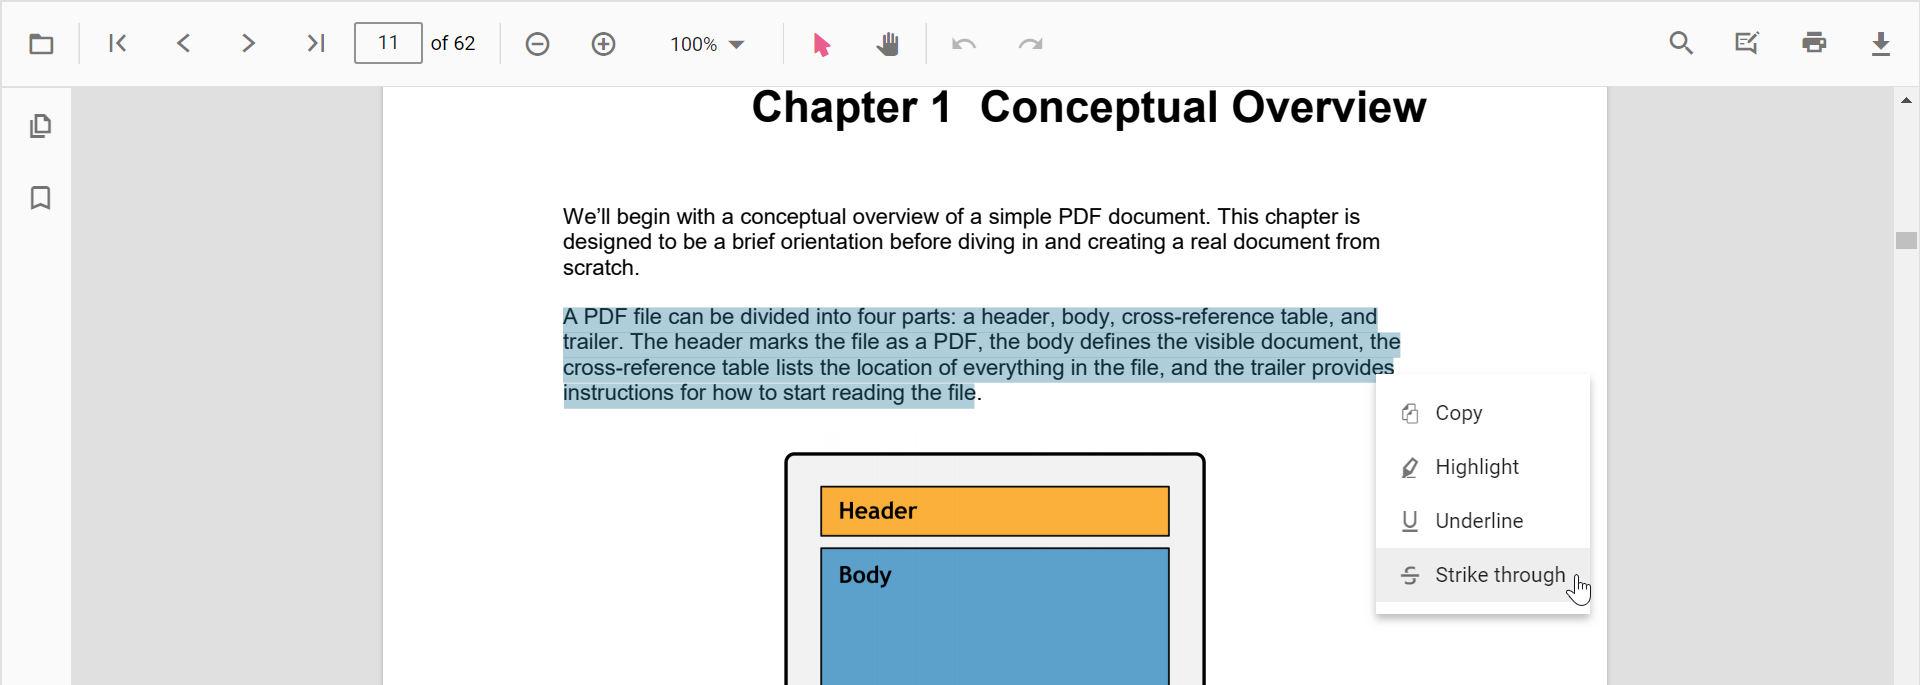 11 of 62 100%
Chapter 1 Conceptual Overview
We’ll begin with a conceptual overview of a simple PDF document. This chapter is
designed to be a brief orientation before diving in and creating a real document from
scratch.
A PDF file can be divided into four parts: a header, body, cross-reference table, and
trailer. The header marks the file as a PDF, the body defines the visible document, the
cross-reference table lists the location of everything in the file, and the trailer provides
instructions for how to start reading the file.
Copy
Highlight
Underline
Strike through
Header
Body